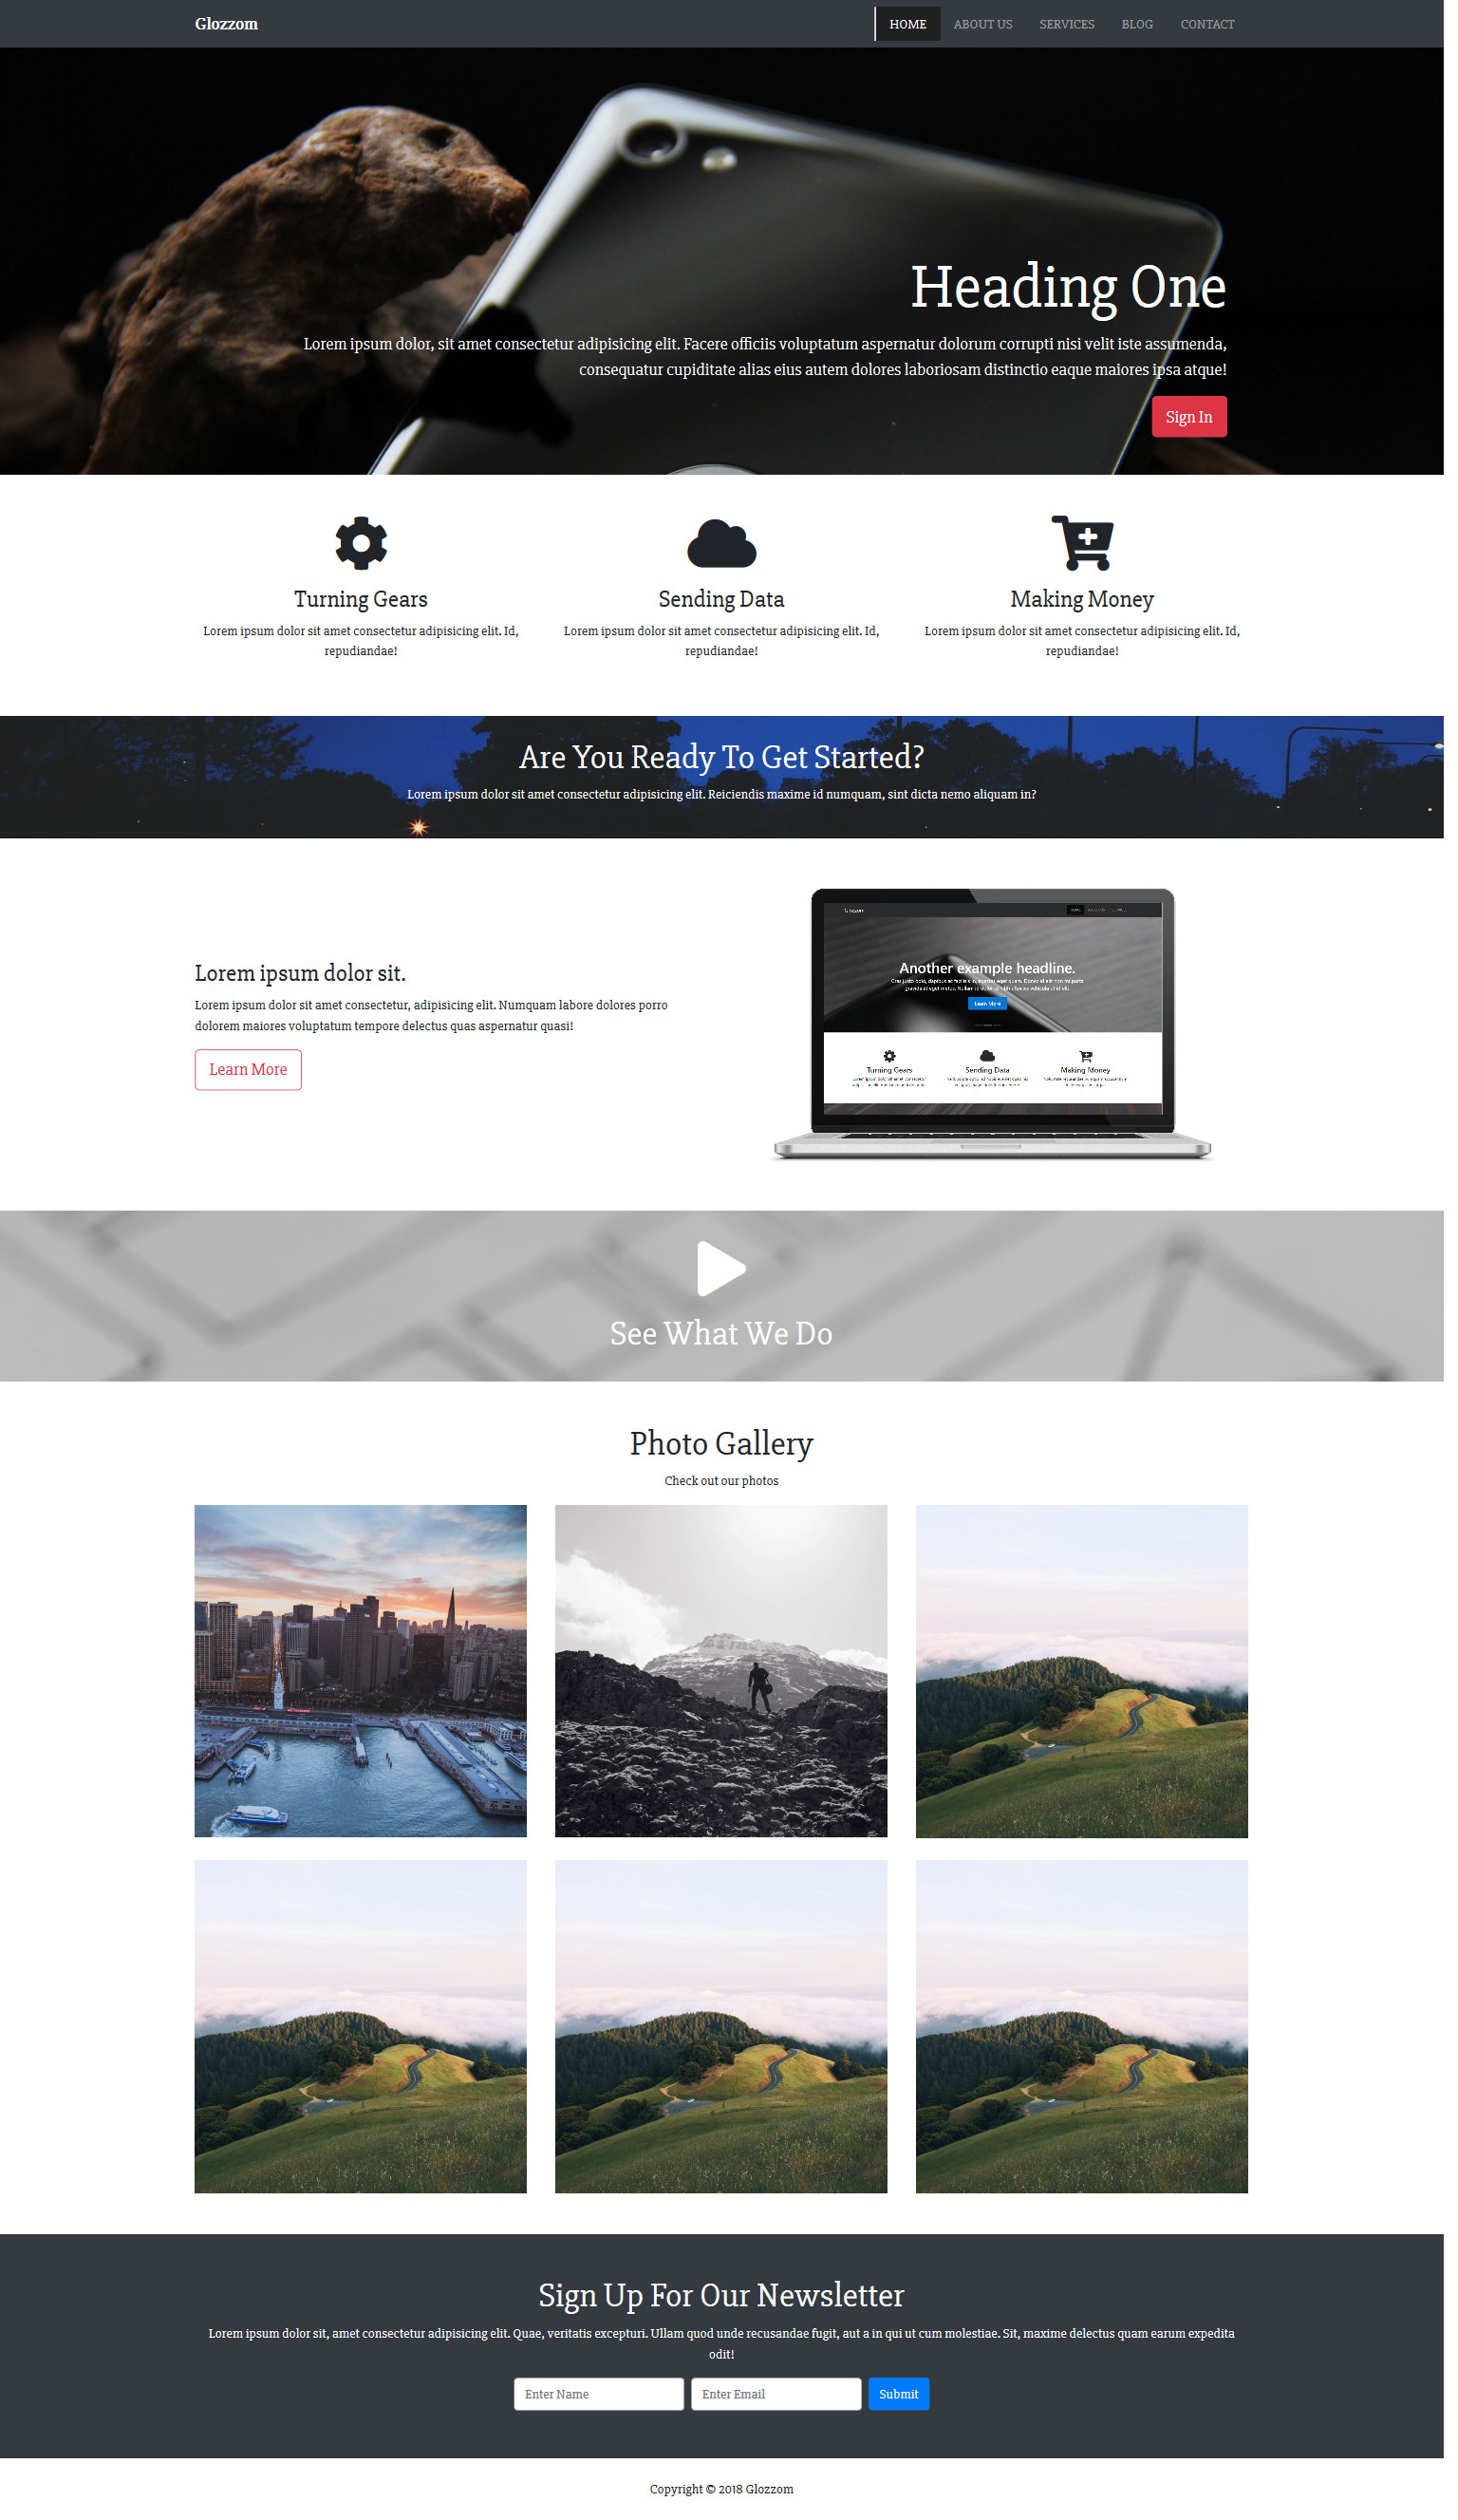 Glozzom
HOME ABOUT US SERVICES BLOG CONTACT
Heading One
Lorem ipsum dolor, sit amet consectetur adipisicing elit. Facere officiis voluptatum aspernatur dolorum corrupti nisi velit iste assumenda,
consequatur cupiditate alias eius autem dolores laboriosam distinctio eaque maiores ipsa atque!
Sign In
Turning Gears
Lorem ipsum dolor sit amet consectetur adipisicing elit. Id,
repudiandae!
Sending Data
Lorem ipsum dolor sit amet consectetur adipisicing elit. Id,
repudiandae!
Making Money
Lorem ipsum dolor sit amet consectetur adipisicing elit. Id,
repudiandae!
Are You Ready To Get Started?
Lorem ipsum dolor sit amet consectetur adipisicing elit. Reiciendis maxime id numquam, sint dicta nemo aliquam in?
Lorem ipsum dolor sit.
Lorem ipsum dolor sit amet consectetur, adipisicing elit. Numquam labore dolores porro
dolorem maiores voluptatum tempore delectus quas aspernatur quasi!
Learn More
Glozzom
Another example headline.
Learn More
Turning Gears
Sending Data
Making Money
See What We Do
Photo Gallery
Check out our photos
Sign Up For Our Newsletter
Lorem ipsum dolor sit, amet consectetur adipisicing elit. Quae, veritatis excepturi. Ullam quod unde recusandae fugit, aut a in qui ut cum molestiae. Sit, maxime delectus quam earum expedita
odit!
Enter Name
Enter Email
Submit
Copyright © 2018 Glozzom